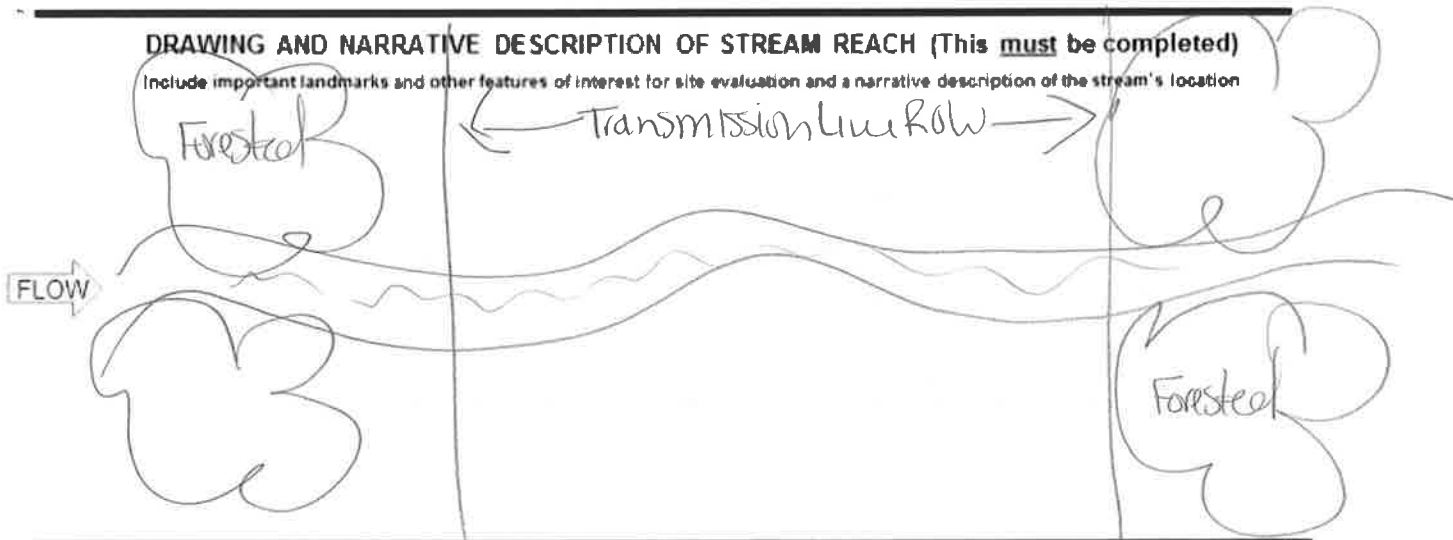 DRAWING AND NARRATIVE DESCRIPTION OF STREAM REACH (This must be completed)
Include important landmarks and other features of interest for site evaluation and a narrative description of the stream's location
Transmission Line ROW
Forested
FLOW
Forested